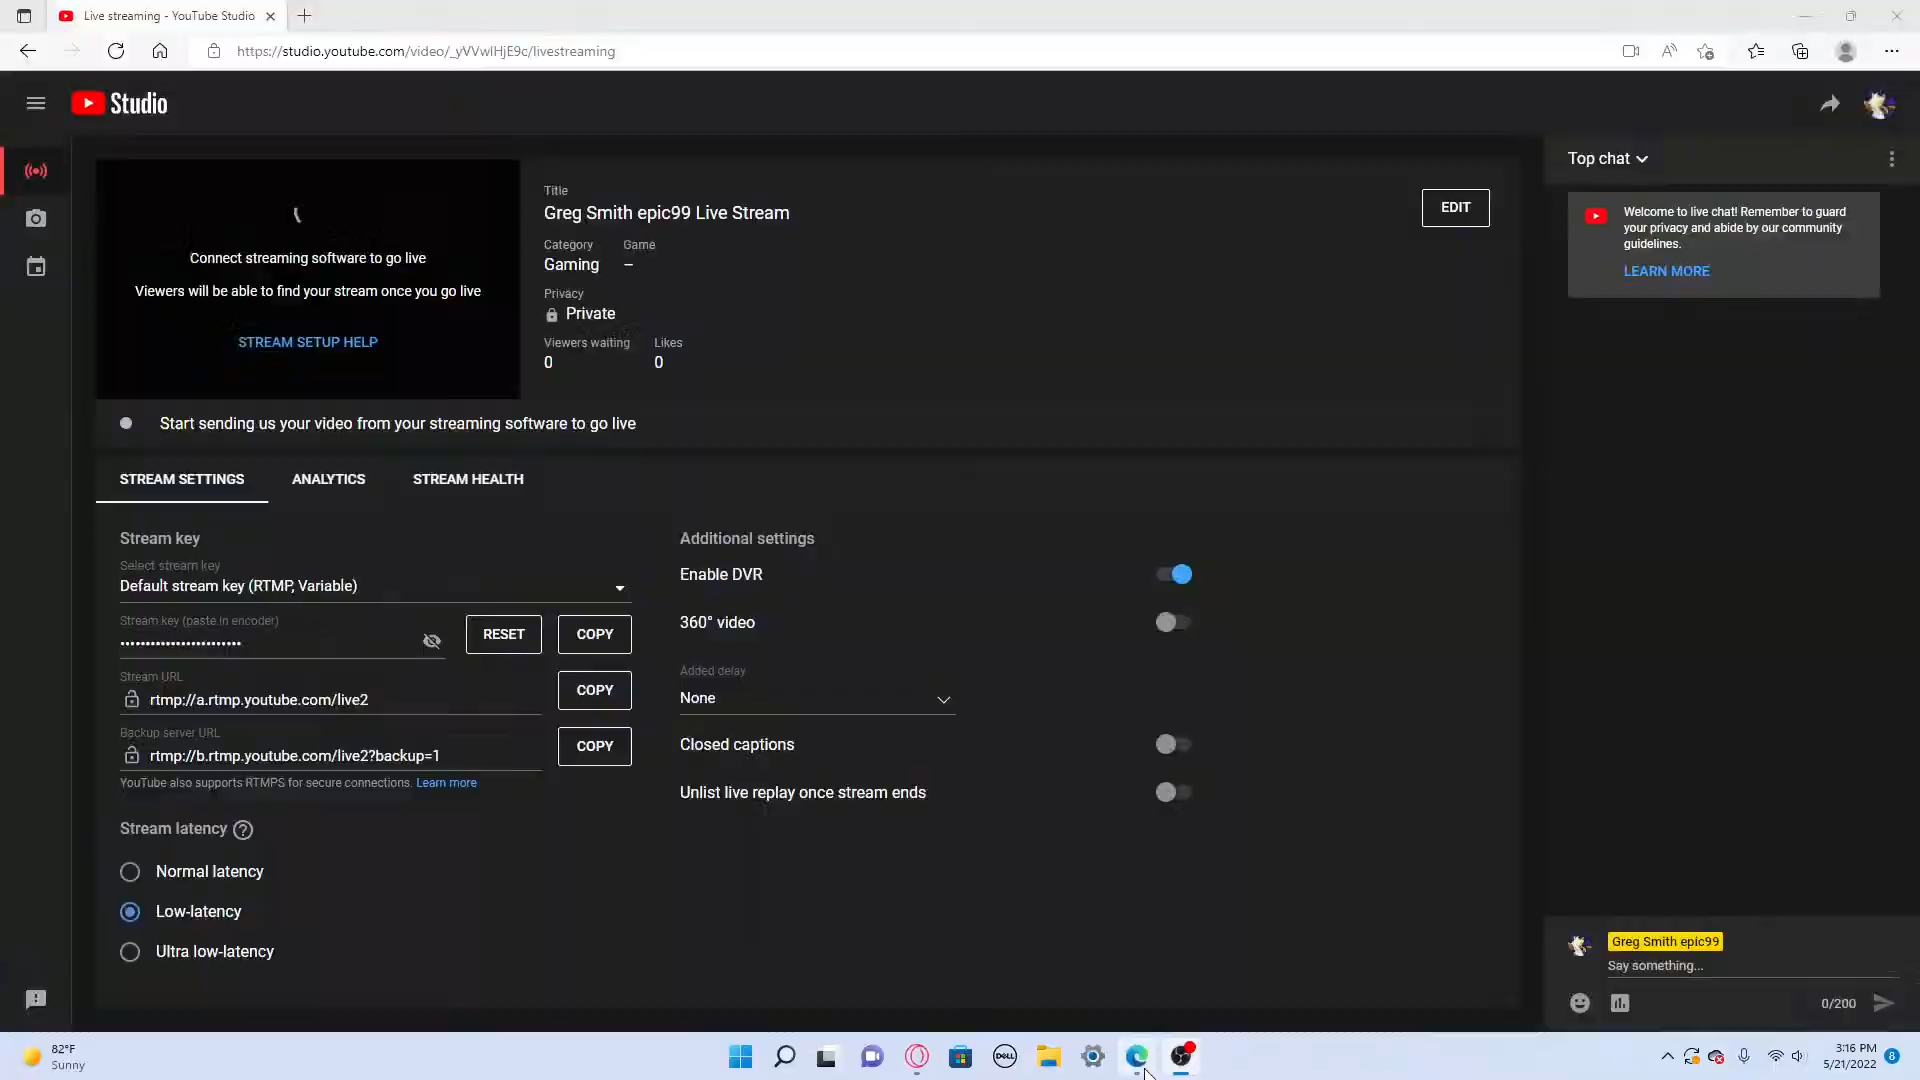 Live streaming - YouTube Studio
https://studio.youtube.com/video/_yVVwIHjE9c/livestreaming
Studio
Connect streaming software to go live
Viewers will be able to find your stream once you go live
STREAM SETUP HELP
Title
Greg Smith epic99 Live Stream
EDIT
Category Game
Gaming –
Privacy
Private
Viewers waiting Likes
0 0
Top chat
Welcome to live chat! Remember to guard
your privacy and abide by our community
guidelines.
LEARN MORE
Start sending us your video from your streaming software to go live
STREAM SETTINGS ANALYTICS STREAM HEALTH
Stream key
Select stream key
Default stream key (RTMP, Variable)
Stream key (paste in encoder)
••••••••••••••••••••••••
RESET COPY
Stream URL
rtmp://a.rtmp.youtube.com/live2
COPY
Backup server URL
rtmp://b.rtmp.youtube.com/live2?backup=1
COPY
YouTube also supports RTMPS for secure connections. Learn more
Stream latency
Normal latency
Low-latency
Ultra low-latency
Additional settings
Enable DVR
360° video
Added delay
None
Closed captions
Unlist live replay once stream ends
Greg Smith epic99
Say something...
0/200
82°F
Sunny
DELL
3:16 PM
5/21/2022
8